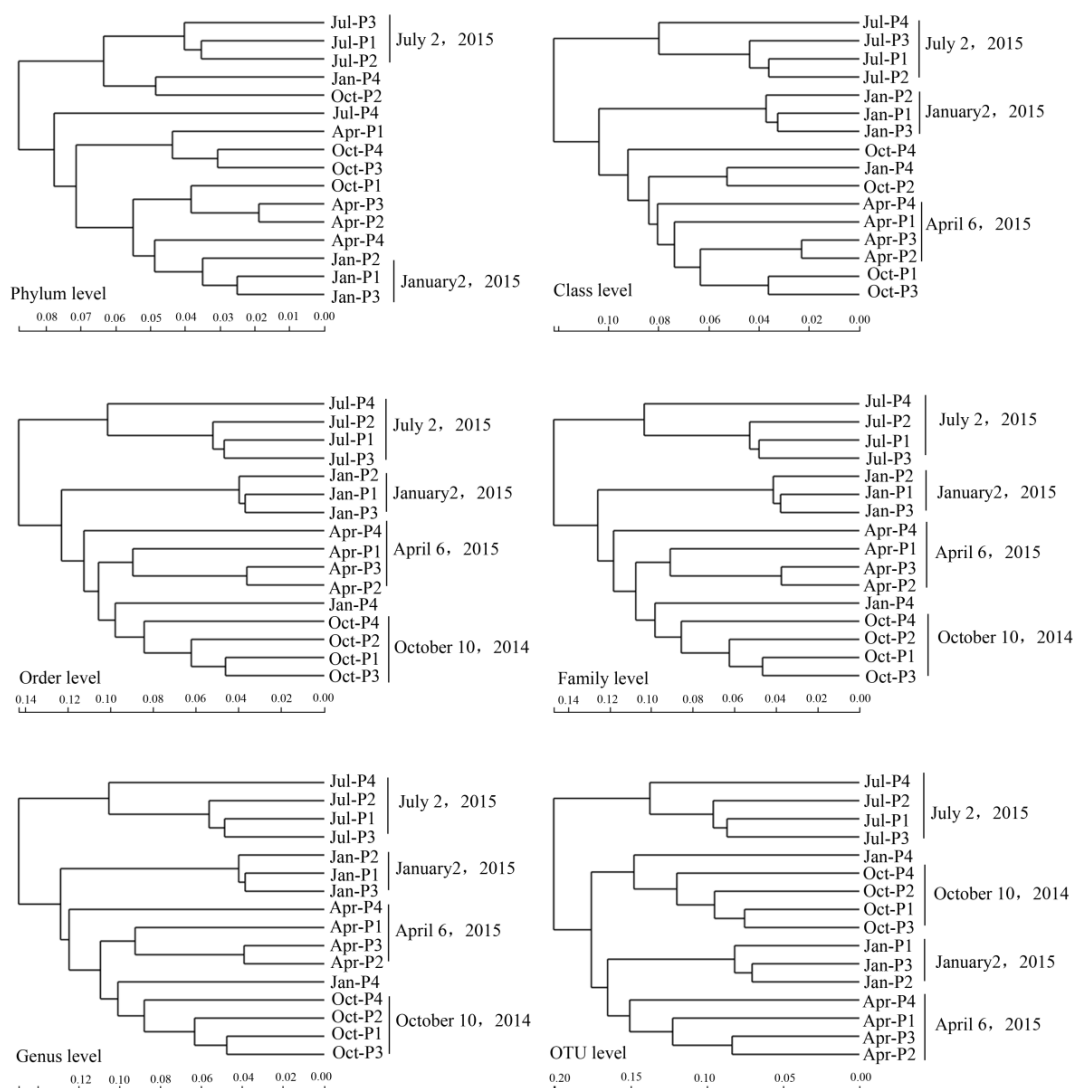 Jul-P3
Jul-P1
Jul-P2
July 2，2015
Jan-P4
Oct-P2
Jul-P4
Apr-P1
Oct-P4
Oct-P3
Oct-P1
Apr-P3
Apr-P2
Apr-P4
Jan-P2
Jan-P1
Jan-P3
January2，2015
Phylum level
0.08 0.07 0.06 0.05 0.04 0.03 0.02 0.01 0.00
Jul-P4
Jul-P3
Jul-P1
Jul-P2
July 2，2015
Jan-P2
Jan-P1
Jan-P3
January2，2015
Oct-P4
Jan-P4
Oct-P2
Apr-P4
Apr-P1
Apr-P3
Apr-P2
April 6，2015
Oct-P1
Oct-P3
Class level
0.10 0.08 0.06 0.04 0.02 0.00
Jul-P4
Jul-P2
Jul-P1
Jul-P3
July 2，2015
Jan-P2
Jan-P1
Jan-P3
January2，2015
Apr-P4
Apr-P1
Apr-P3
Apr-P2
April 6，2015
Jan-P4
Oct-P4
Oct-P2
Oct-P1
Oct-P3
October 10，2014
Order level
0.14 0.12 0.10 0.08 0.06 0.04 0.02 0.00
Jul-P4
Jul-P2
Jul-P1
Jul-P3
July 2，2015
Jan-P2
Jan-P1
Jan-P3
January2，2015
Apr-P4
Apr-P1
Apr-P3
Apr-P2
April 6，2015
Jan-P4
Oct-P4
Oct-P2
Oct-P1
Oct-P3
October 10，2014
Family level
0.14 0.12 0.10 0.08 0.06 0.04 0.02 0.00
Jul-P4
Jul-P2
Jul-P1
Jul-P3
July 2，2015
Jan-P2
Jan-P1
Jan-P3
January2，2015
Apr-P4
Apr-P1
Apr-P3
Apr-P2
April 6，2015
Jan-P4
Oct-P4
Oct-P2
Oct-P1
Oct-P3
October 10，2014
Genus level
0.12 0.10 0.08 0.06 0.04 0.02 0.00
Jul-P4
Jul-P2
Jul-P1
Jul-P3
July 2，2015
Jan-P4
Oct-P4
Oct-P2
Oct-P1
Oct-P3
October 10，2014
Jan-P1
Jan-P3
Jan-P2
January2，2015
Apr-P4
Apr-P1
Apr-P3
Apr-P2
April 6，2015
OTU level
0.20 0.15 0.10 0.05 0.00